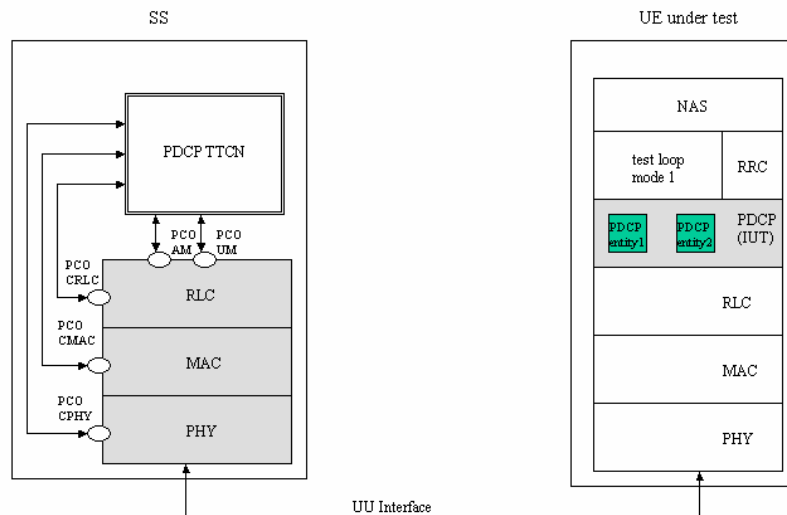 SS
UE under test
PDCP TTCN
NAS
test loop
mode 1
RRC
PDCP
entity1
PDCP
entity2
PDCP
(IUT)
PCO
AM
PCO
UM
PCO
CRLC
RLC
RLC
PCO
CMAC
MAC
MAC
PCO
CPHY
PHY
PHY
UU Interface